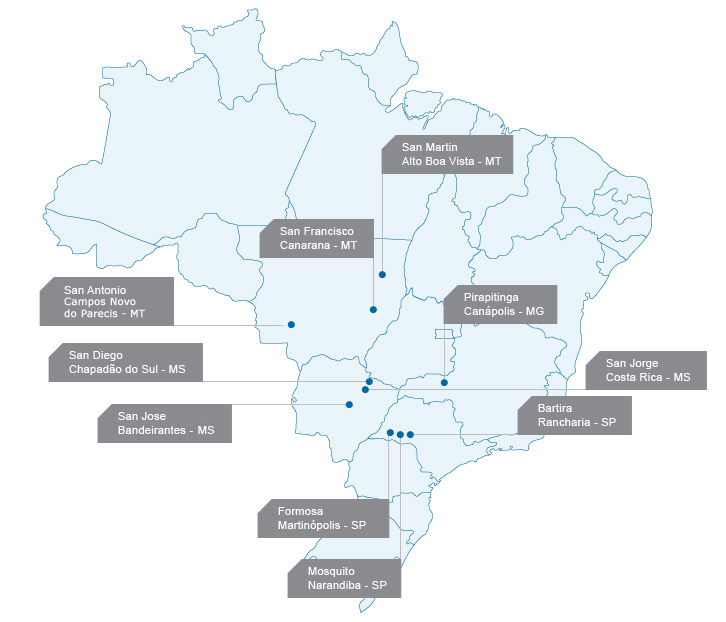 San Martin
Alto Boa Vista - MT
San Francisco
Canarana - MT
San Antonio
Campos Novo
do Parecis - MT
Pirapitinga
Canápolis - MG
San Diego
Chapadão do Sul - MS
San Jorge
Costa Rica - MS
San Jose
Bandeirantes - MS
Bartira
Rancharia - SP
Formosa
Martinópolis - SP
Mosquito
Narandiba - SP